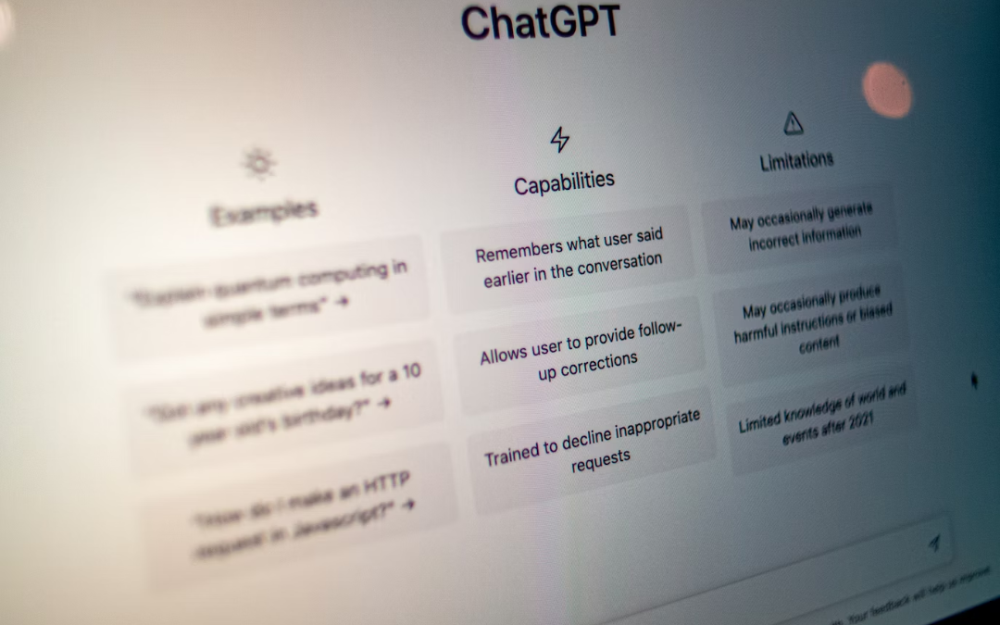 ChatGPT
Examples
"Explain quantum computing in
simple terms" →
"Got any creative ideas for a 10
year old's birthday?" →
"How do I make an HTTP
request in Javascript?" →
Capabilities
Remembers what user said
earlier in the conversation
Allows user to provide follow-
up corrections
Trained to decline inappropriate
requests
Limitations
May occasionally generate
incorrect information
May occasionally produce
harmful instructions or biased
content
Limited knowledge of world and
events after 2021
Your feedback will help us improve.